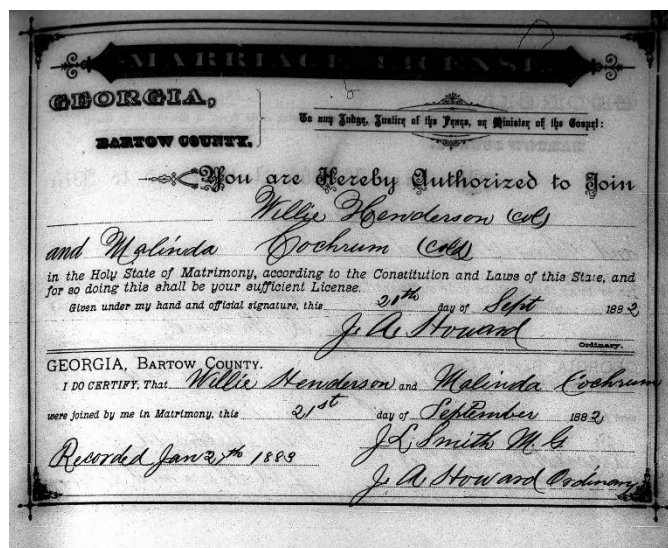 MARRIAGE LICENSE.
GEORGIA,
BARTOW COUNTY.
To any Judge, Justice of the Peace, or Minister of the Gospel:
You are Hereby Authorized to Join
Willie Henderson (col)
and Malinda Cochrum (cold)
in the Holy State of Matrimony, according to the Constitution and Laws of this State, and
for so doing this shall be your sufficient License.
Given under my hand and official signature, this 20th day of Sept 1882
J. A. Howard
Ordinary.
GEORGIA, BARTOW COUNTY.
I DO CERTIFY, That Willie Henderson and Malinda Cochrum
were joined by me in Matrimony, this 21st day of September 1882
J L Smith M. G
Recorded Jan 1883
J. A. Howard Ordinary